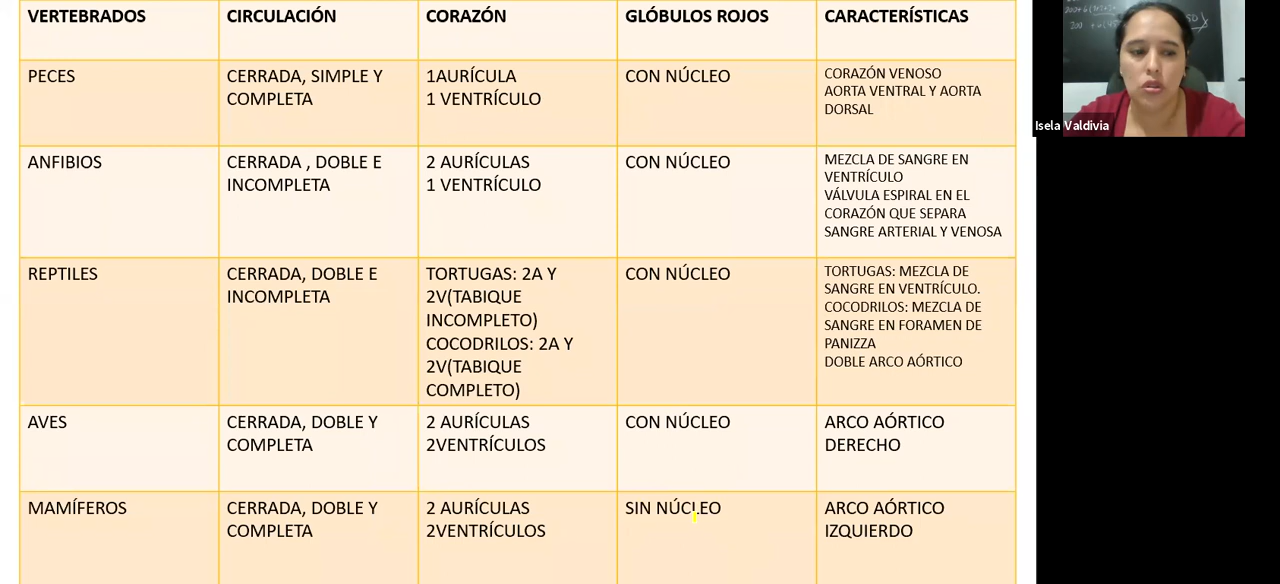 VERTEBRADOS CIRCULACIÓN CORAZÓN GLÓBULOS ROJOS CARACTERÍSTICAS
PECES
CERRADA, SIMPLE Y
COMPLETA
1AURÍCULA
1 VENTRÍCULO
CON NÚCLEO
CORAZÓN VENOSO
AORTA VENTRAL Y AORTA
DORSAL
ANFIBIOS
CERRADA , DOBLE E
INCOMPLETA
2 AURÍCULAS
1 VENTRÍCULO
CON NÚCLEO
MEZCLA DE SANGRE EN
VENTRÍCULO
VÁLVULA ESPIRAL EN EL
CORAZÓN QUE SEPARA
SANGRE ARTERIAL Y VENOSA
REPTILES
CERRADA, DOBLE E
INCOMPLETA
TORTUGAS: 2A Y
2V(TABIQUE
INCOMPLETO)
COCODRILOS: 2A Y
2V(TABIQUE
COMPLETO)
CON NÚCLEO
TORTUGAS: MEZCLA DE
SANGRE EN VENTRÍCULO.
COCODRILOS: MEZCLA DE
SANGRE EN FORAMEN DE
PANIZZA
DOBLE ARCO AÓRTICO
AVES
CERRADA, DOBLE Y
COMPLETA
2 AURÍCULAS
2VENTRÍCULOS
CON NÚCLEO
ARCO AÓRTICO
DERECHO
MAMÍFEROS
CERRADA, DOBLE Y
COMPLETA
2 AURÍCULAS
2VENTRÍCULOS
SIN NÚCLEO
ARCO AÓRTICO
IZQUIERDO
Isela Valdivia